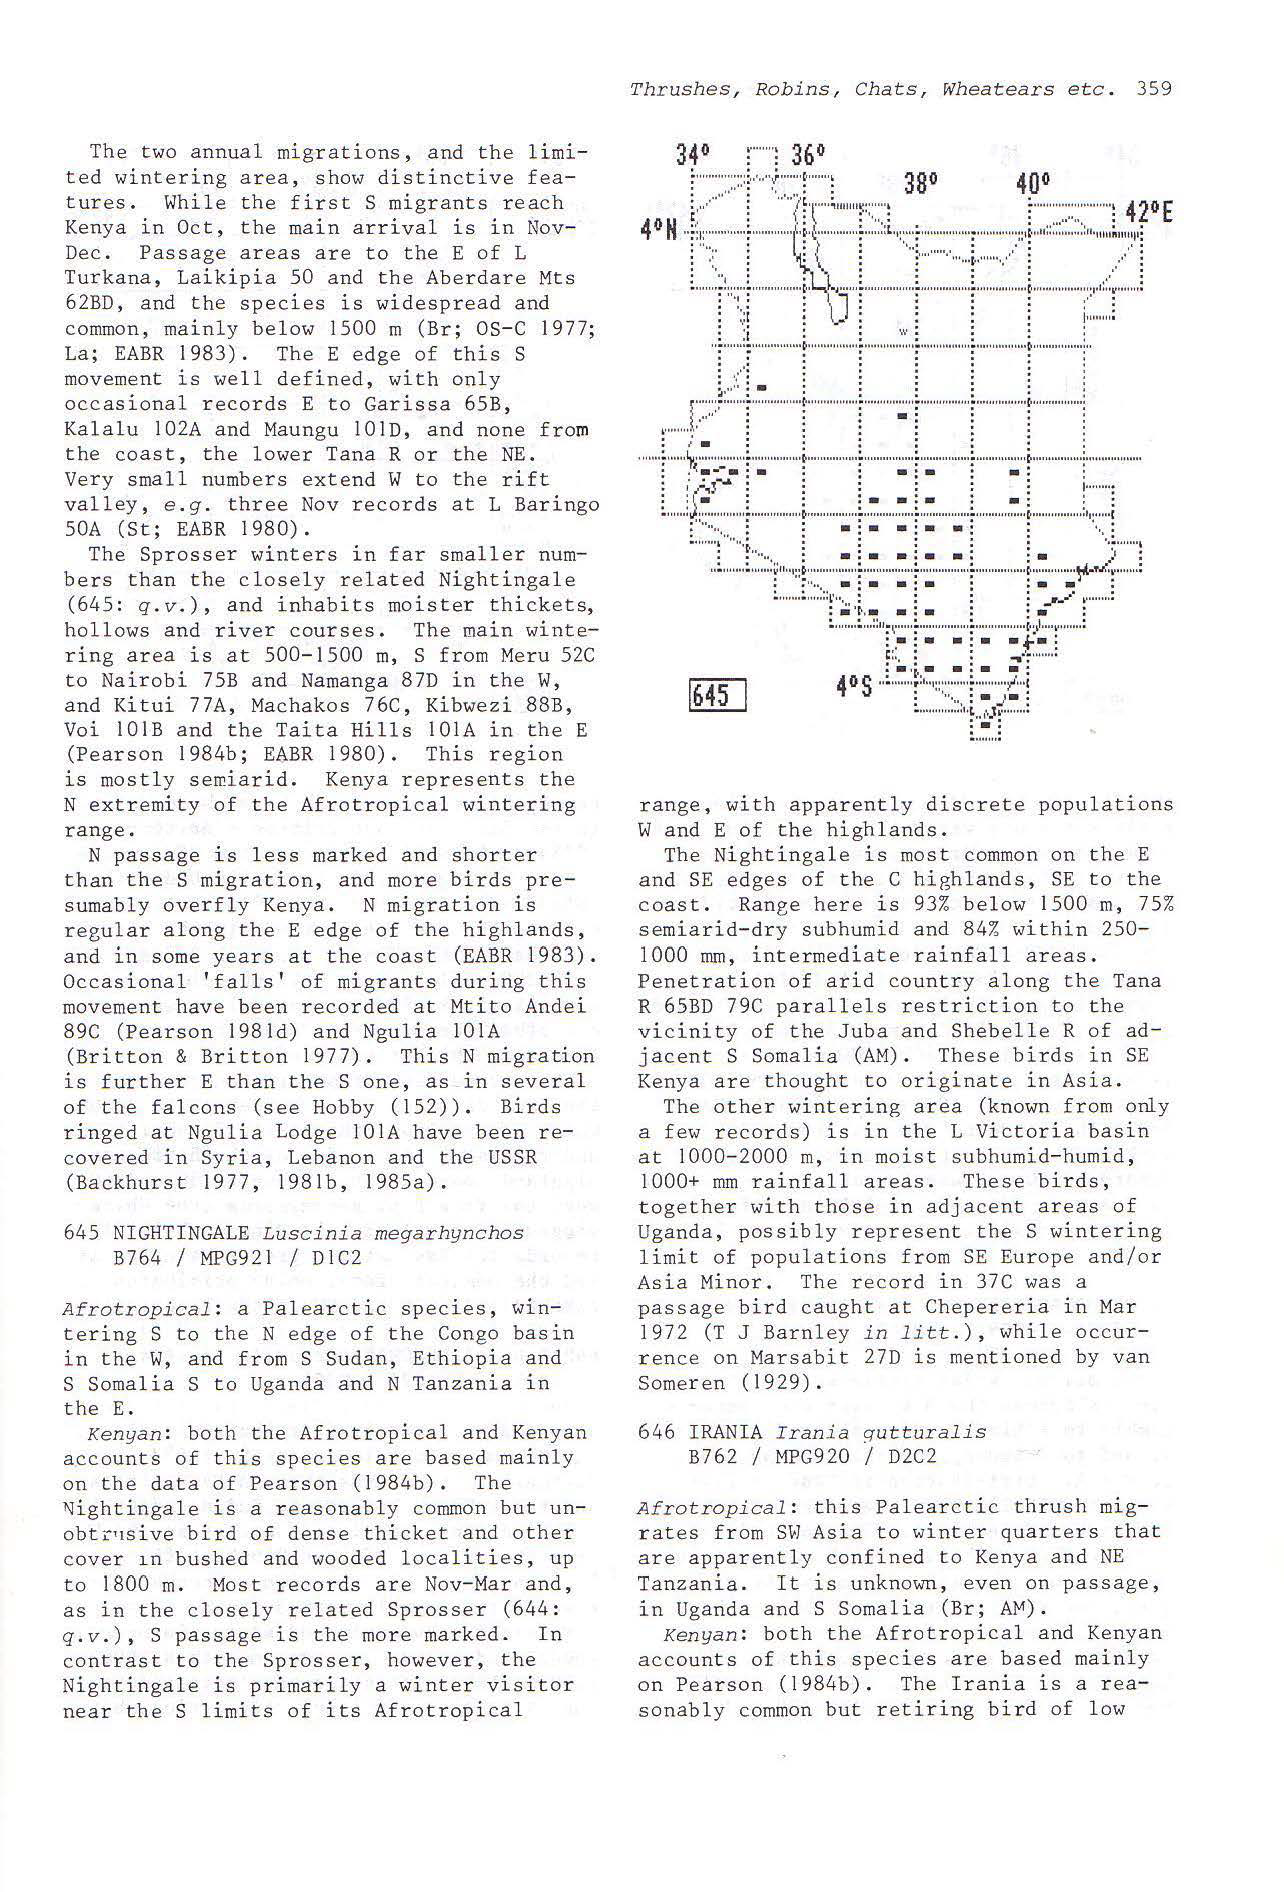 Thrushes, Robins, Chats, Wheatears etc. 359
The two annual migrations, and the limi-
ted wintering area, show distinctive fea-
tures. While the first S migrants reach
Kenya in Oct, the main arrival is in Nov-
Dec. Passage areas are to the E of L
Turkana, Laikipia 50 and the Aberdare Mts
62BD, and the species is widespread and
common, mainly below 1500 m (Br; OS-C 1977;
La; EABR 1983). The E edge of this S
movement is well defined, with only
occasional records E to Garissa 65B,
Kalalu 102A and Maungu 101D, and none from
the coast, the lower Tana R or the NE.
Very small numbers extend W to the rift
valley, e.g. three Nov records at L Baringo
50A (St; EABR 1980).
The Sprosser winters in far smaller num-
bers than the closely related Nightingale
(645: q.v.), and inhabits moister thickets,
hollows and river courses. The main winte-
ring area is at 500-1500 m, S from Meru 52C
to Nairobi 75B and Namanga 87D in the W,
and Kitui 77A, Machakos 76C, Kibwezi 88B,
Voi 101B and the Taita Hills 101A in the E
(Pearson 1984b; EABR 1980). This region
is mostly semiarid. Kenya represents the
N extremity of the Afrotropical wintering
range.
N passage is less marked and shorter
than the S migration, and more birds pre-
sumably overfly Kenya. N migration is
regular along the E edge of the highlands,
and in some years at the coast (EABR 1983).
Occasional 'falls' of migrants during this
movement have been recorded at Mtito Andei
89C (Pearson 1981d) and Ngulia 101A
(Britton & Britton 1977). This N migration
is further E than the S one, as in several
of the falcons (see Hobby (152)). Birds
ringed at Ngulia Lodge 101A have been re-
covered in Syria, Lebanon and the USSR
(Backhurst 1977, 1981b, 1985a).
645 NIGHTINGALE Luscinia megarhynchos
B764 / MPG921 / D1C2
Afrotropical: a Palearctic species, win-
tering S to the N edge of the Congo basin
in the W, and from S Sudan, Ethiopia and
S Somalia S to Uganda and N Tanzania in
the E.
Kenyan: both the Afrotropical and Kenyan
accounts of this species are based mainly
on the data of Pearson (1984b). The
Nightingale is a reasonably common but un-
obtrusive bird of dense thicket and other
cover in bushed and wooded localities, up
to 1800 m. Most records are Nov-Mar and,
as in the closely related Sprosser (644:
q.v.), S passage is the more marked. In
contrast to the Sprosser, however, the
Nightingale is primarily a winter visitor
near the S limits of its Afrotropical
34º 36º
38º 40º
42ºE
4ºN
W
4ºS
645
range, with apparently discrete populations
W and E of the highlands.
The Nightingale is most common on the E
and SE edges of the C highlands, SE to the
coast. Range here is 93% below 1500 m, 75%
semiarid-dry subhumid and 84% within 250-
1000 mm, intermediate rainfall areas.
Penetration of arid country along the Tana
R 65BD 79C parallels restriction to the
vicinity of the Juba and Shebelle R of ad-
jacent S Somalia (AM). These birds in SE
Kenya are thought to originate in Asia.
The other wintering area (known from only
a few records) is in the L Victoria basin
at 1000-2000 m, in moist subhumid-humid,
1000+ mm rainfall areas. These birds,
together with those in adjacent areas of
Uganda, possibly represent the S wintering
limit of populations from SE Europe and/or
Asia Minor. The record in 37C was a
passage bird caught at Chepereria in Mar
1972 (T J Barnley in litt.), while occur-
rence on Marsabit 27D is mentioned by van
Someren (1929).
646 IRANIA Irania gutturalis
B762 / MPG920 / D2C2
Afrotropical: this Palearctic thrush mig-
rates from SW Asia to winter quarters that
are apparently confined to Kenya and NE
Tanzania. It is unknown, even on passage,
in Uganda and S Somalia (Br; AM).
Kenyan: both the Afrotropical and Kenyan
accounts of this species are based mainly
on Pearson (1984b). The Irania is a rea-
sonably common but retiring bird of low